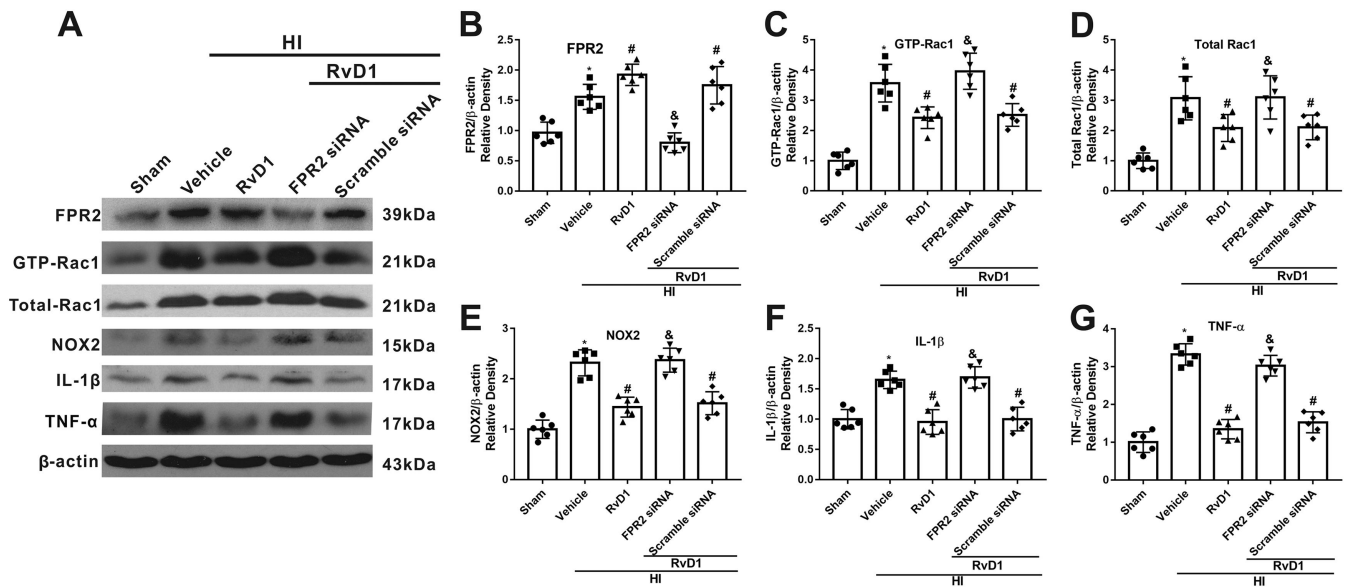 A
HI
RvD1
Sham
Vehicle
RvD1
FPR2 siRNA
Scramble siRNA
FPR2
39kDa
GTP-Rac1
21kDa
Total-Rac1
21kDa
NOX2
15kDa
IL-1β
17kDa
TNF-α
17kDa
β-actin
43kDa
B
FPR2
FPR2/β-actin
Relative Density
2.5
2.0
1.5
1.0
0.5
0.0
*
#
&
#
Sham
Vehicle
RvD1
FPR2 siRNA
Scramble siRNA
RvD1
HI
C
GTP-Rac1
GTP-Rac1/β-actin
Relative Density
5
4
3
2
1
0
*
#
&
#
Sham
Vehicle
RvD1
FPR2 siRNA
Scramble siRNA
RvD1
HI
D
Total Rac1
Total Rac1/β-actin
Relative Density
5
4
3
2
1
0
*
#
&
#
Sham
Vehicle
RvD1
FPR2 siRNA
Scramble siRNA
RvD1
HI
E
NOX2
NOX2/β-actin
Relative Density
3
2
1
0
*
#
&
#
Sham
Vehicle
RvD1
FPR2 siRNA
Scramble siRNA
RvD1
HI
F
IL-1β
IL-1β/β-actin
Relative Density
2.5
2.0
1.5
1.0
0.5
0.0
*
#
&
#
Sham
Vehicle
RvD1
FPR2 siRNA
Scramble siRNA
RvD1
HI
G
TNF-α
TNF-α/β-actin
Relative Density
4
3
2
1
0
*
#
&
#
Sham
Vehicle
RvD1
FPR2 siRNA
Scramble siRNA
RvD1
HI